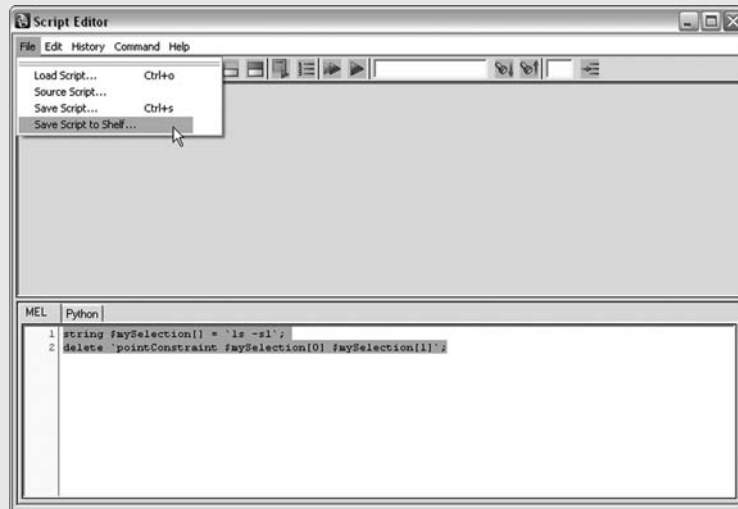 Script Editor
File Edit History Command Help
Load Script... Ctrl+o
Source Script...
Save Script... Ctrl+s
Save Script to Shelf...
MEL Python
1 string $mySelection[] = `ls -sl`;
2 delete `pointConstraint $mySelection[0] $mySelection[1]`;